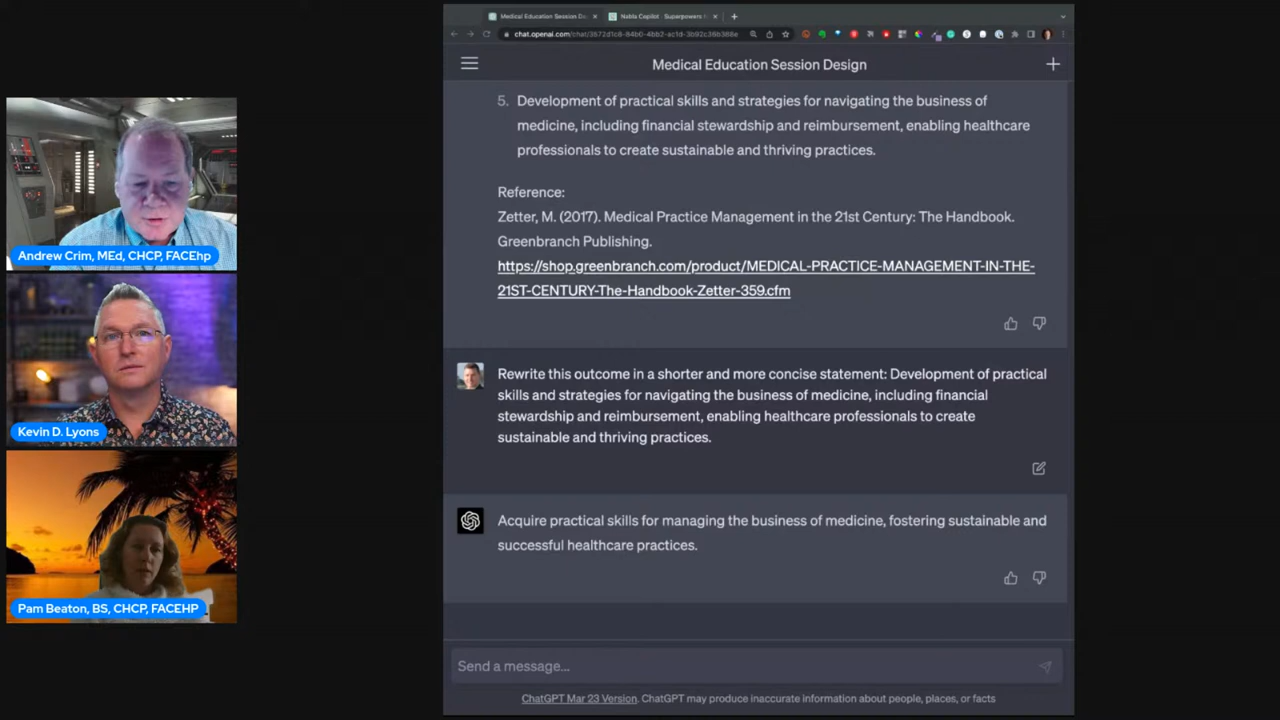 Medical Education Session De
Nabla Copilot · Superpowers
Medical Education Session Design
5. Development of practical skills and strategies for navigating the business of
medicine, including financial stewardship and reimbursement, enabling healthcare
professionals to create sustainable and thriving practices.
Reference:
Zetter, M. (2017). Medical Practice Management in the 21st Century: The Handbook.
Greenbranch Publishing.
https://shop.greenbranch.com/product/MEDICAL-PRACTICE-MANAGEMENT-IN-THE-
21ST-CENTURY-The-Handbook-Zetter-359.cfm
Rewrite this outcome in a shorter and more concise statement: Development of practical
skills and strategies for navigating the business of medicine, including financial
stewardship and reimbursement, enabling healthcare professionals to create
sustainable and thriving practices.
Acquire practical skills for managing the business of medicine, fostering sustainable and
successful healthcare practices.
Send a message...
ChatGPT Mar 23 Version. ChatGPT may produce inaccurate information about people, places, or facts
Andrew Crim, MEd, CHCP, FACEhp
Kevin D. Lyons
Pam Beaton, BS, CHCP, FACEHP